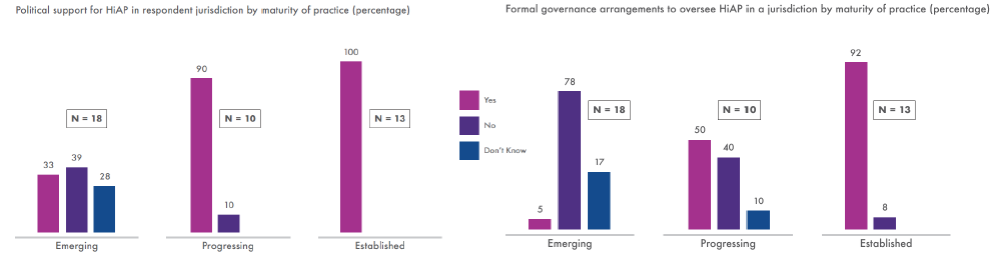 Political support for HiAP in respondent jurisdiction by maturity of practice (percentage)
100
90
N = 18
N = 10
N = 13
33
39
28
10
Emerging
Progressing
Established
Yes
No
Don't Know
Formal governance arrangements to oversee HiAP in a jurisdiction by maturity of practice (percentage)
92
78
N = 18
N = 10
N = 13
50
40
17
10
5
8
Emerging
Progressing
Established